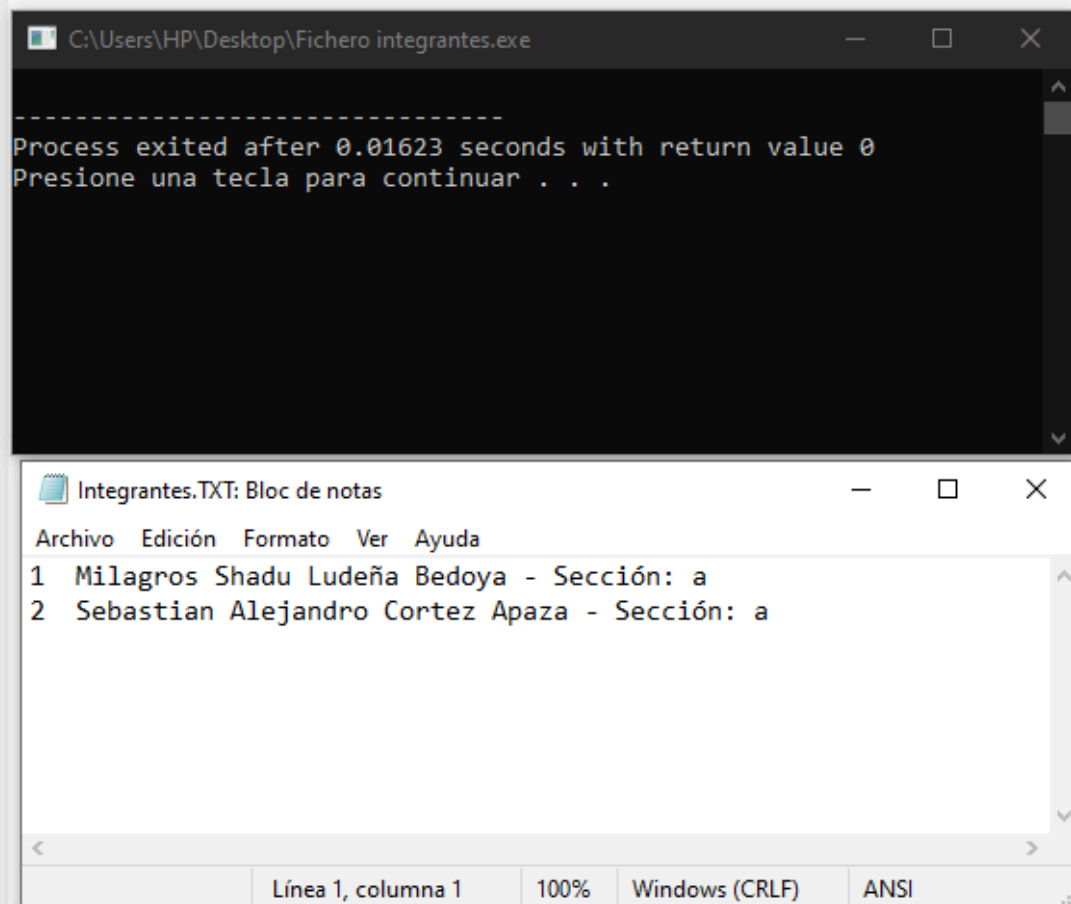 C:\Users\HP\Desktop\Fichero integrantes.exe
--------------------------------
Process exited after 0.01623 seconds with return value 0
Presione una tecla para continuar . . .
Integrantes.TXT: Bloc de notas
Archivo Edición Formato Ver Ayuda
1  Milagros Shadu Ludeña Bedoya - Sección: a
2  Sebastian Alejandro Cortez Apaza - Sección: a
Línea 1, columna 1 100% Windows (CRLF) ANSI